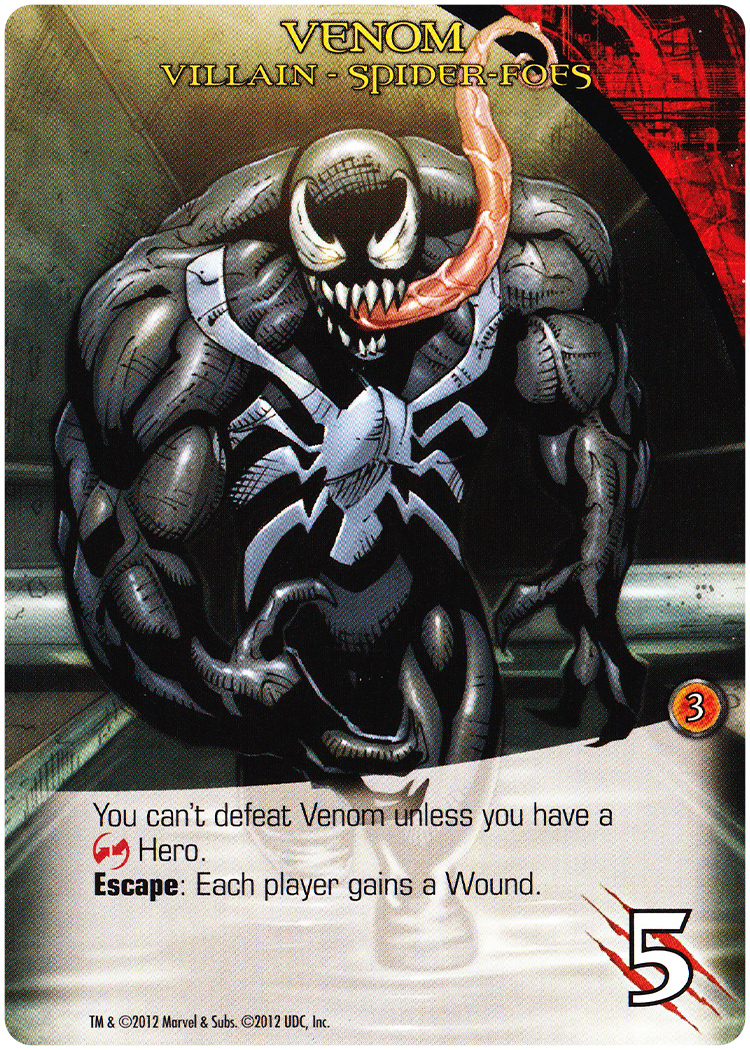 VENOM
VILLAIN - SPIDER-FOES
3
You can't defeat Venom unless you have a
Hero.
Escape: Each player gains a Wound.
5
TM & ©2012 Marvel & Subs. ©2012 UDC, Inc.